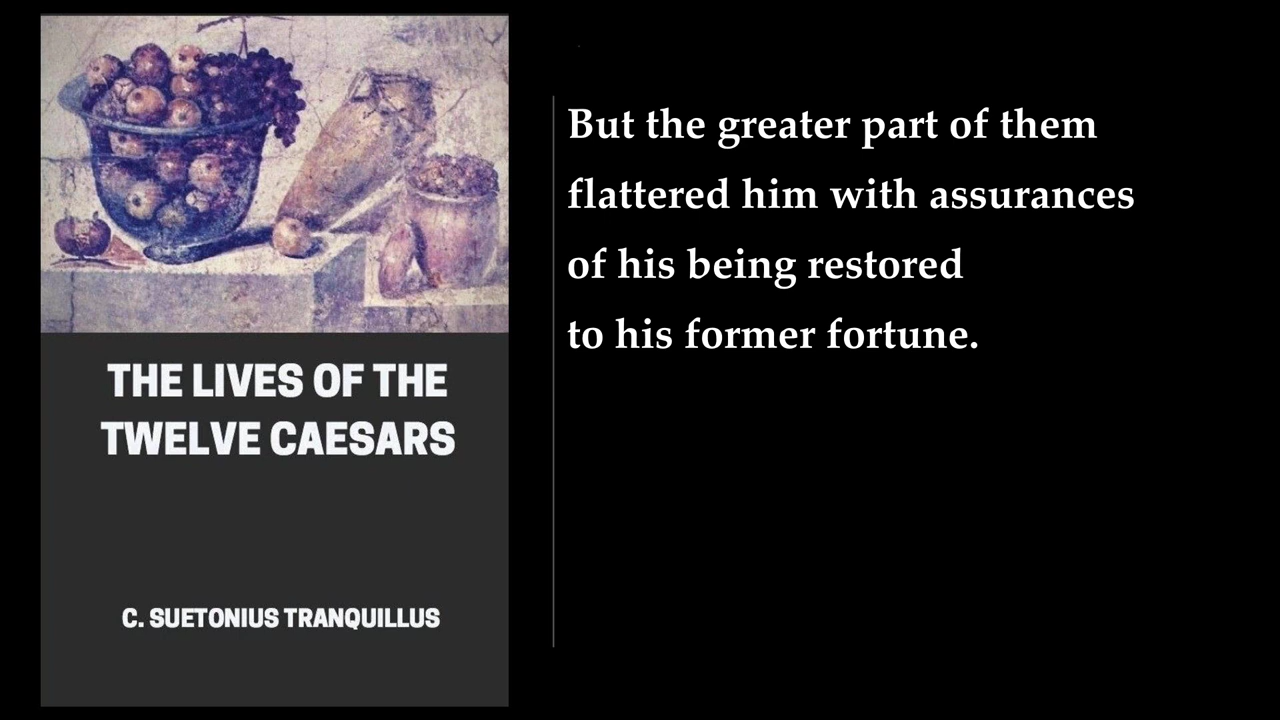 THE LIVES OF THE
TWELVE CAESARS
C. SUETONIUS TRANQUILLUS
But the greater part of them
flattered him with assurances
of his being restored
to his former fortune.